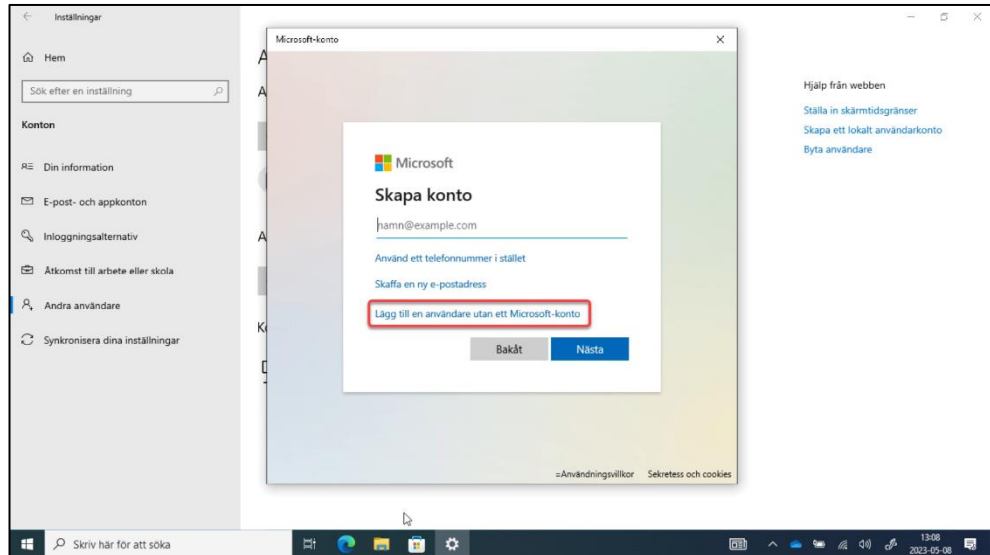 Inställningar
Hem
Sök efter en inställning
Konton
Din information
E-post- och appkonton
Inloggningsalternativ
Åtkomst till arbete eller skola
Andra användare
Synkronisera dina inställningar
Microsoft-konto
Microsoft
Skapa konto
namn@example.com
Använd ett telefonnummer i stället
Skaffa en ny e-postadress
Lägg till en användare utan ett Microsoft-konto
Bakåt Nästa
=Användningsvillkor Sekretess och cookies
Hjälp från webben
Ställa in skärmtidsgränser
Skapa ett lokalt användarkonto
Byta användare
Skriv här för att söka
13:08
2023-05-08